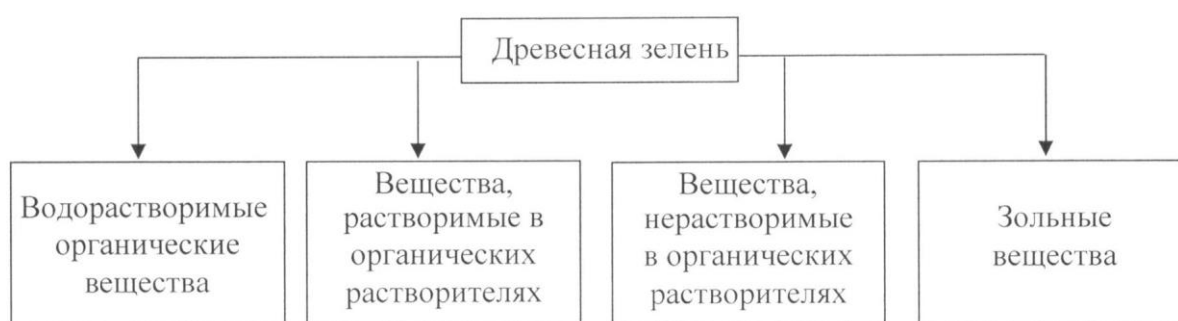 Древесная зелень
Водорастворимые
органические
вещества
Вещества,
растворимые в
органических
растворителях
Вещества,
нерастворимые
в органических
растворителях
Зольные
вещества